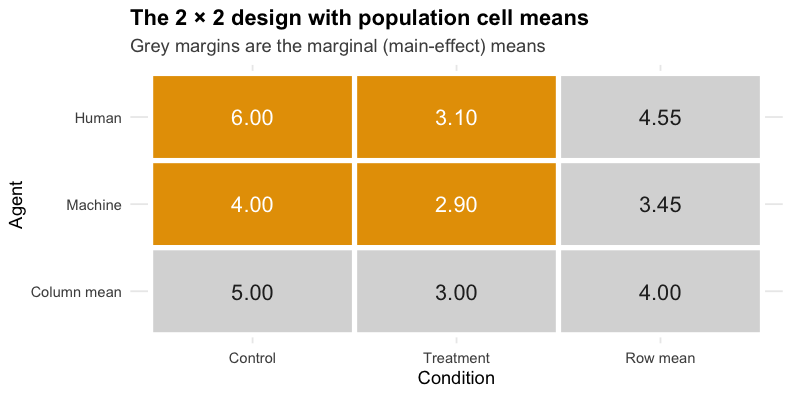 The 2 × 2 design with population cell means
Grey margins are the marginal (main-effect) means
Agent
Human 6.00 3.10 4.55
Machine 4.00 2.90 3.45
Column mean 5.00 3.00 4.00
Control Treatment Row mean
Condition